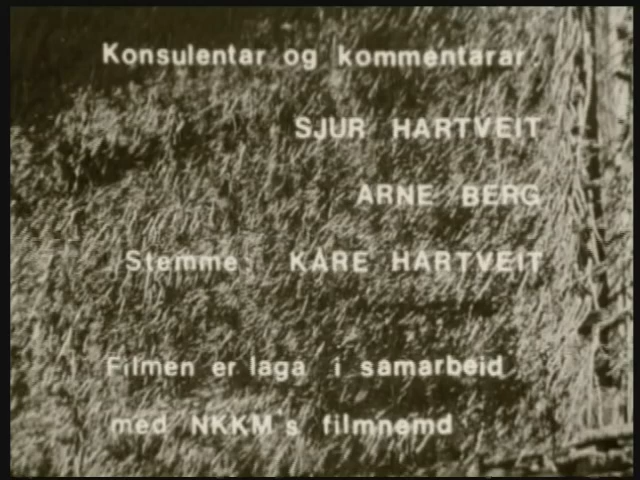 Konsulentar og kommentarar:
SJUR HARTVEIT
ARNE BERG
Stemme: KÅRE HARTVEIT
Filmen er laga i samarbeid
med NKKM's filmnemd